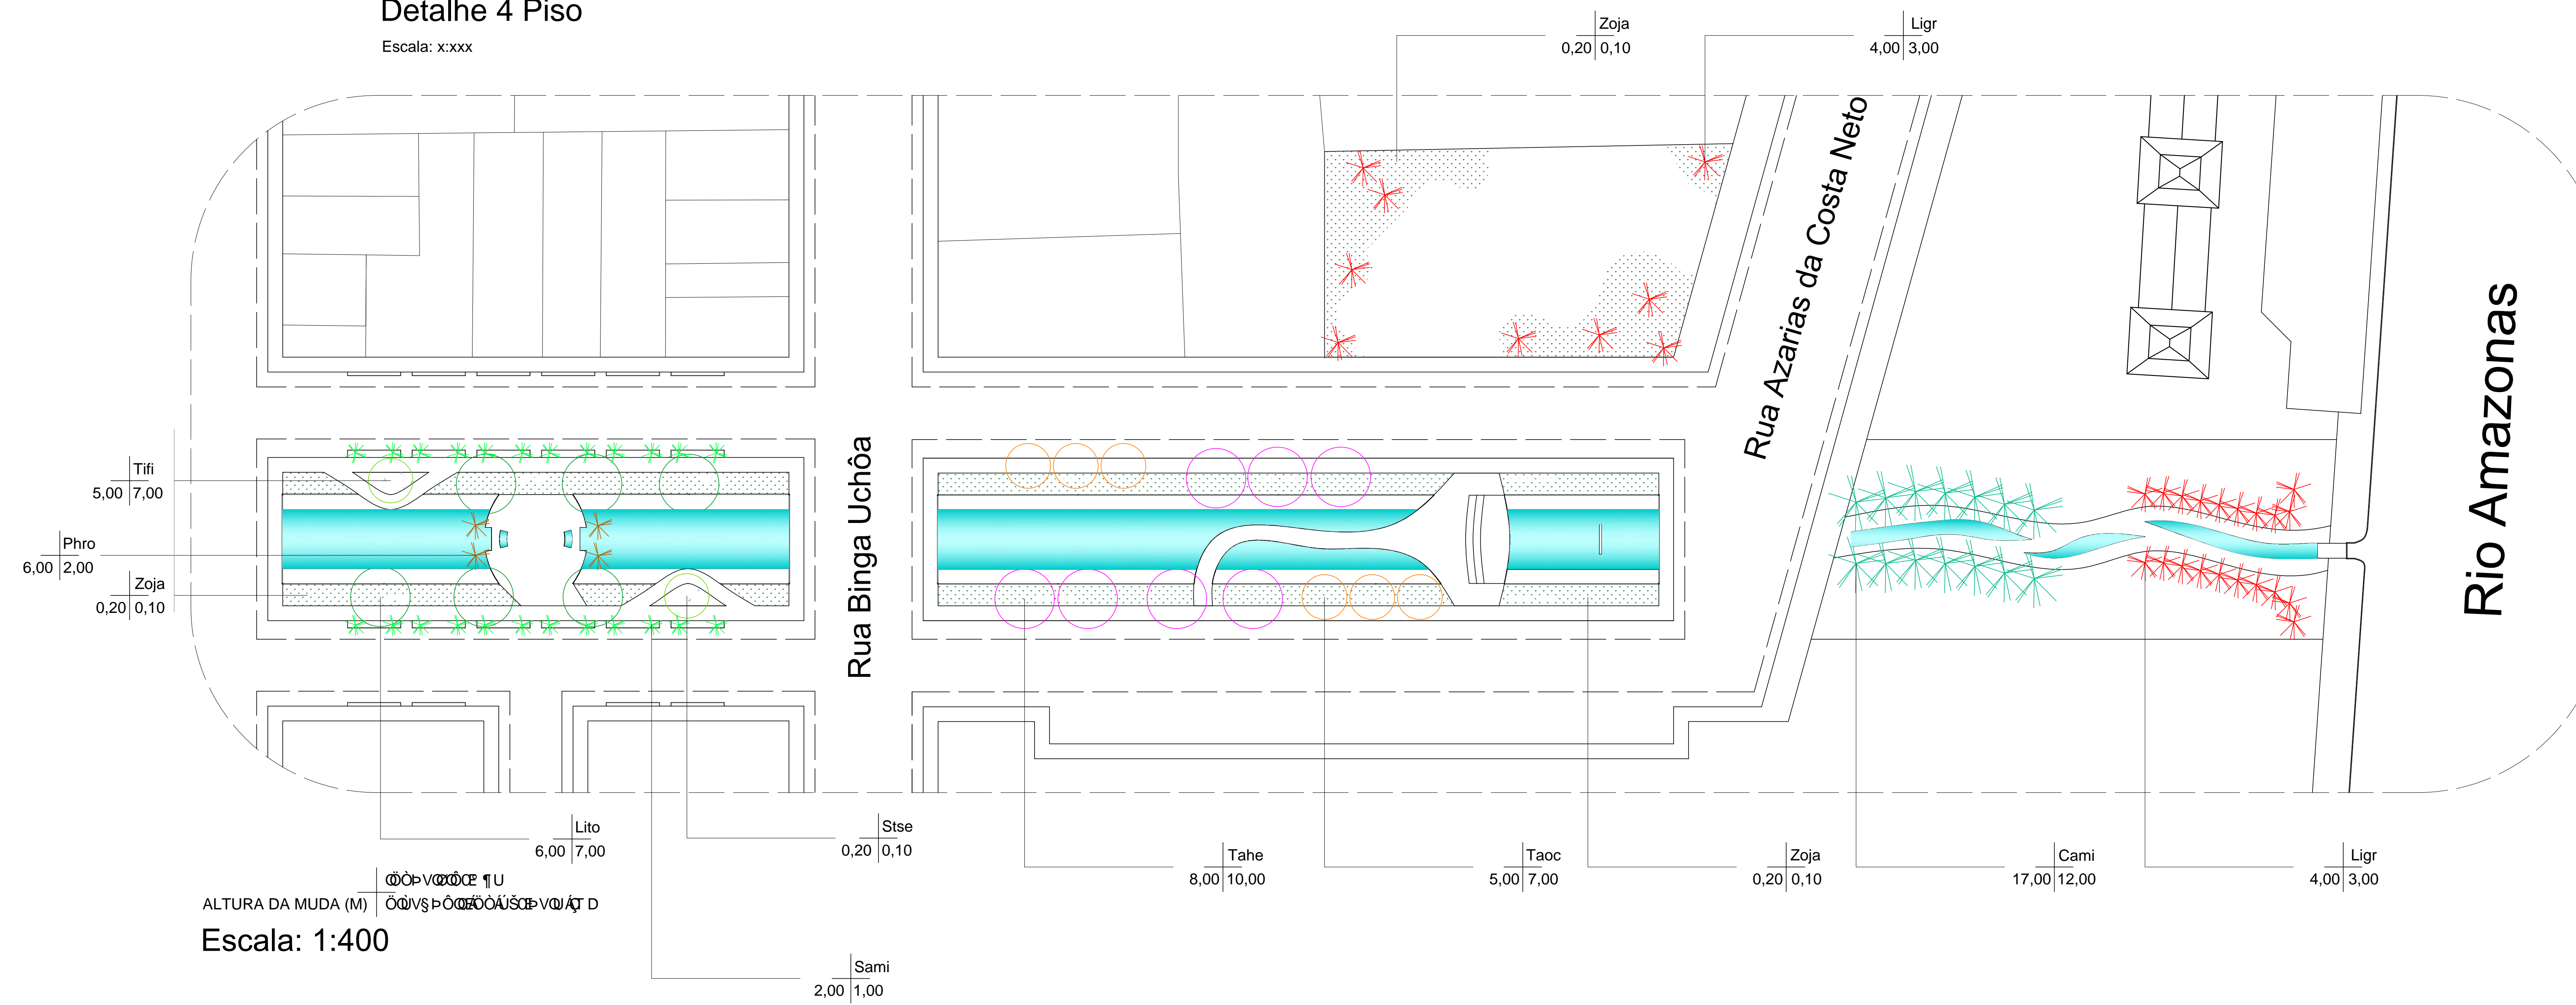 Detalhe 4 Piso
Escala: x:xxx
Zoja
0,20 0,10
Ligr
4,00 3,00
Rua Azarias da Costa Neto
Rio Amazonas
Rua Binga Uchôa
Tifi
5,00 7,00
Phro
6,00 2,00
Zoja
0,20 0,10
Lito
6,00 7,00
Stse
0,20 0,10
Tahe
8,00 10,00
Taoc
5,00 7,00
Zoja
0,20 0,10
Cami
17,00 12,00
Ligr
4,00 3,00
ALTURA DA MUDA (M)
Escala: 1:400
Sami
2,00 1,00